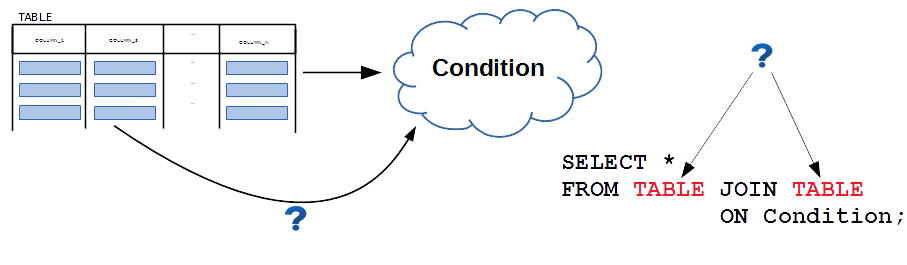 TABLE
COLUMN_1 COLUMN_2 ... COLUMN_N
...
...
...
Condition
?
?
SELECT *
FROM TABLE JOIN TABLE
ON Condition;